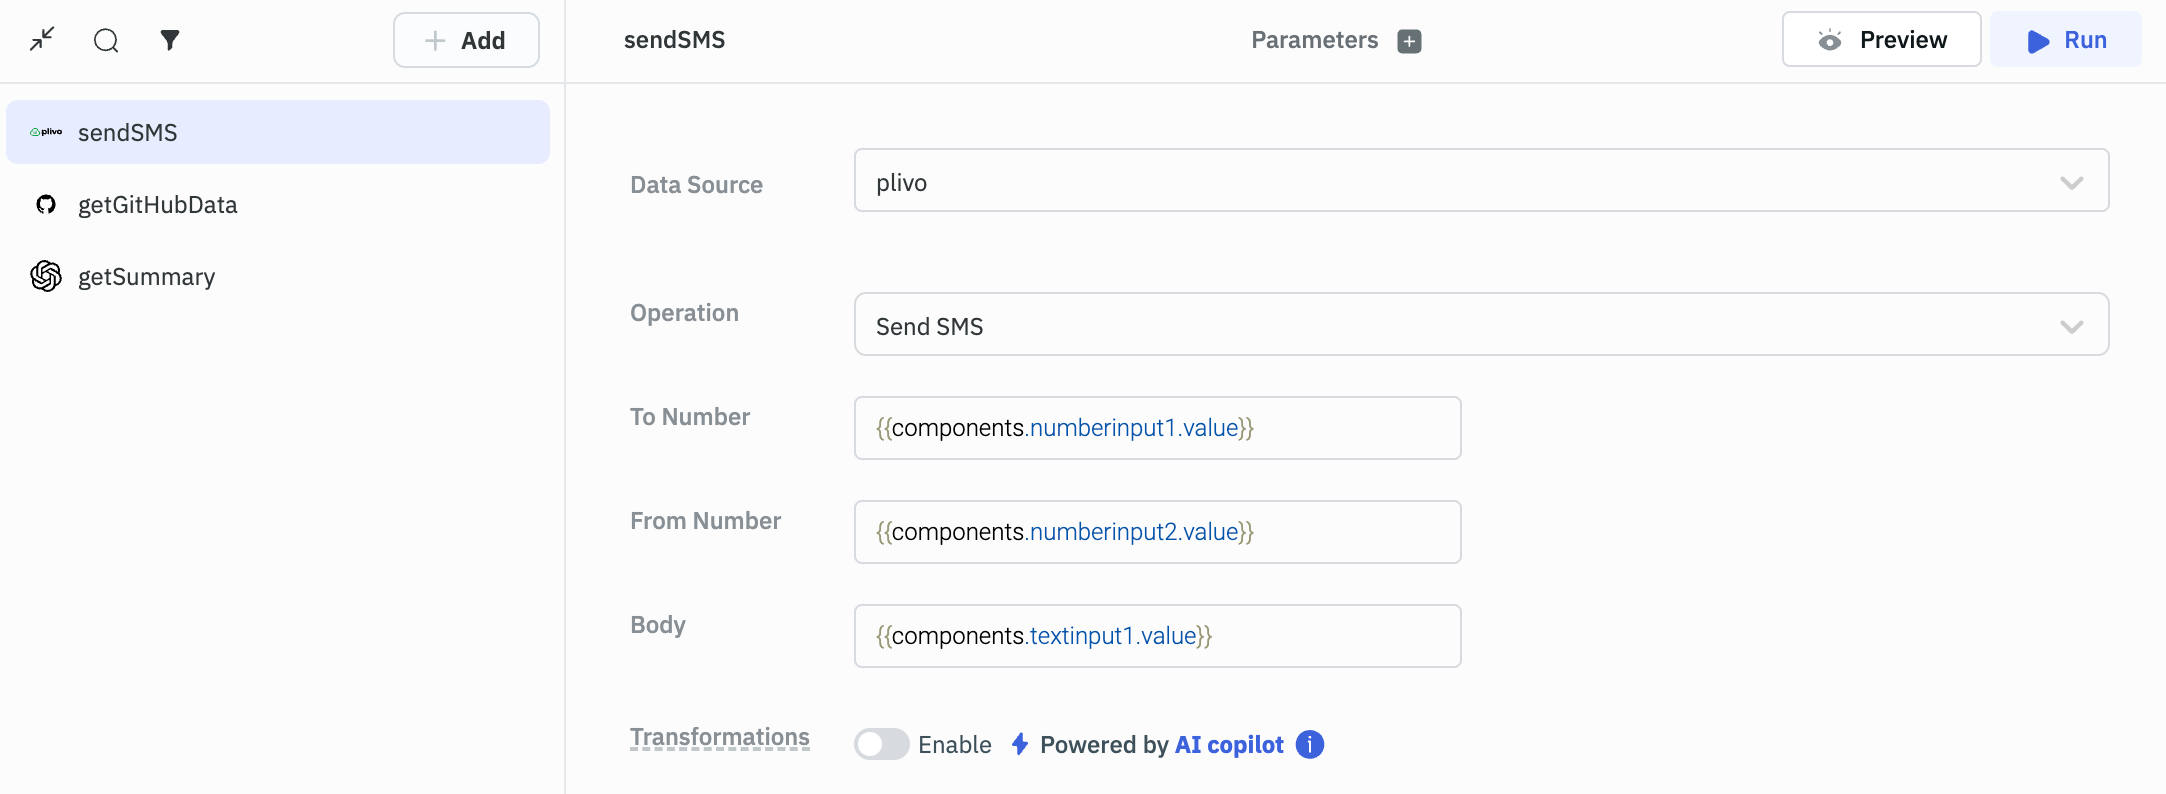 Add
plivo sendSMS
getGitHubData
getSummary
sendSMS
Parameters
Preview
Run
Data Source
plivo
Operation
Send SMS
To Number
{{components.numberinput1.value}}
From Number
{{components.numberinput2.value}}
Body
{{components.textinput1.value}}
Transformations
Enable
Powered by AI copilot